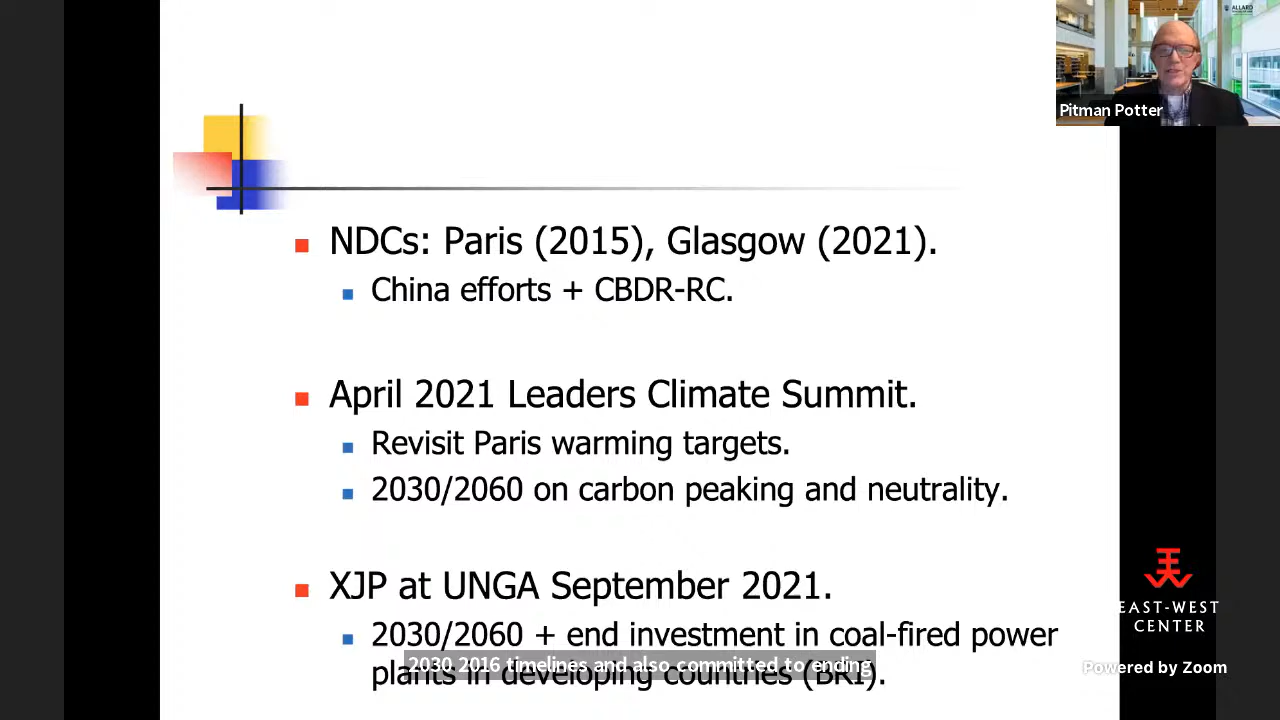 ALLARD
Pitman Potter
NDCs: Paris (2015), Glasgow (2021).
China efforts + CBDR-RC.
April 2021 Leaders Climate Summit.
Revisit Paris warming targets.
2030/2060 on carbon peaking and neutrality.
XJP at UNGA September 2021.
2030/2060 + end investment in coal-fired power
plants in developing countries (BRI).
2030 2016 timelines and also committed to ending
EAST-WEST
CENTER
Powered by Zoom